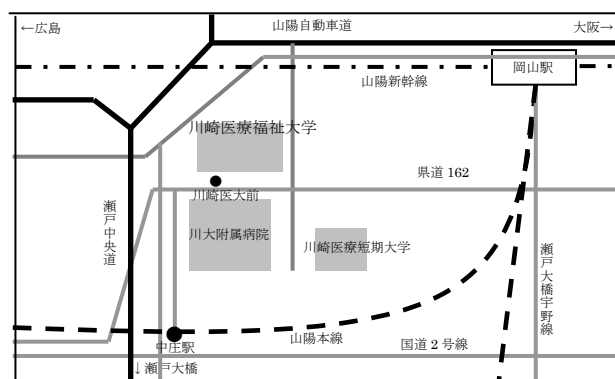 ←広島
山陽自動車道
大阪→
岡山駅
山陽新幹線
川崎医療福祉大学
県道 162
川崎医大前
瀬戸中央道
川大附属病院
川崎医療短期大学
瀬戸大橋宇野線
山陽本線
国道 2 号線
中庄駅
↓瀬戸大橋